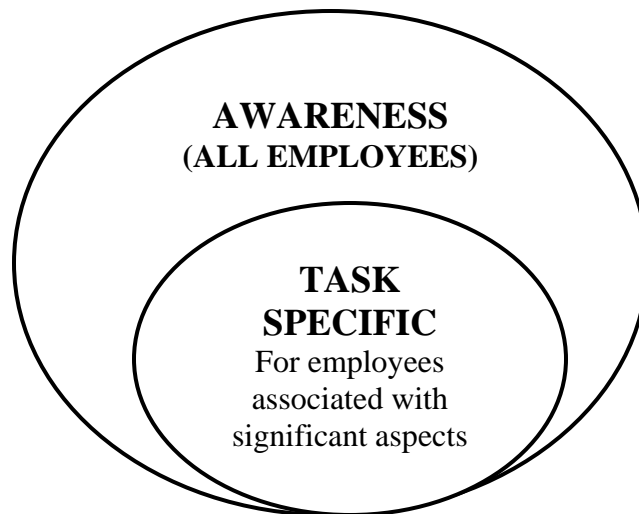 AWARENESS
(ALL EMPLOYEES)
TASK
SPECIFIC
For employees
associated with
significant aspects